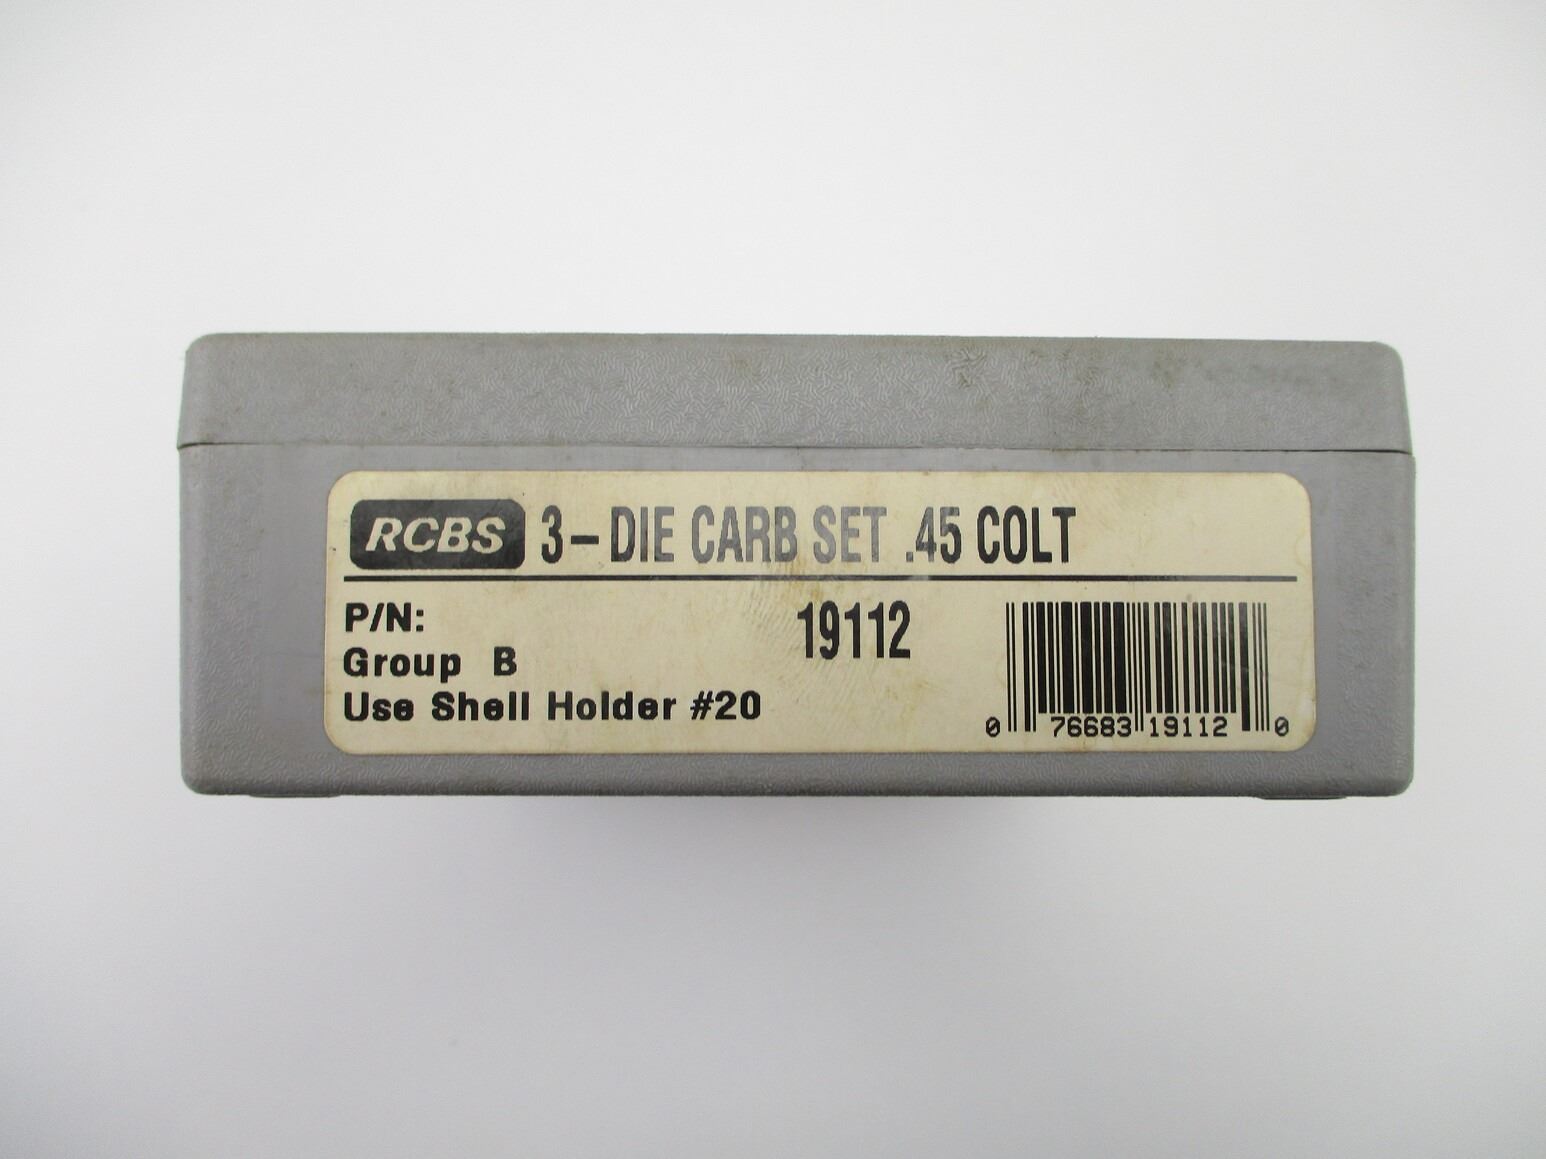 RCBS 3-DIE CARB SET .45 COLT
P/N: 19112
Group B
Use Shell Holder #20
0 76683 19112 0